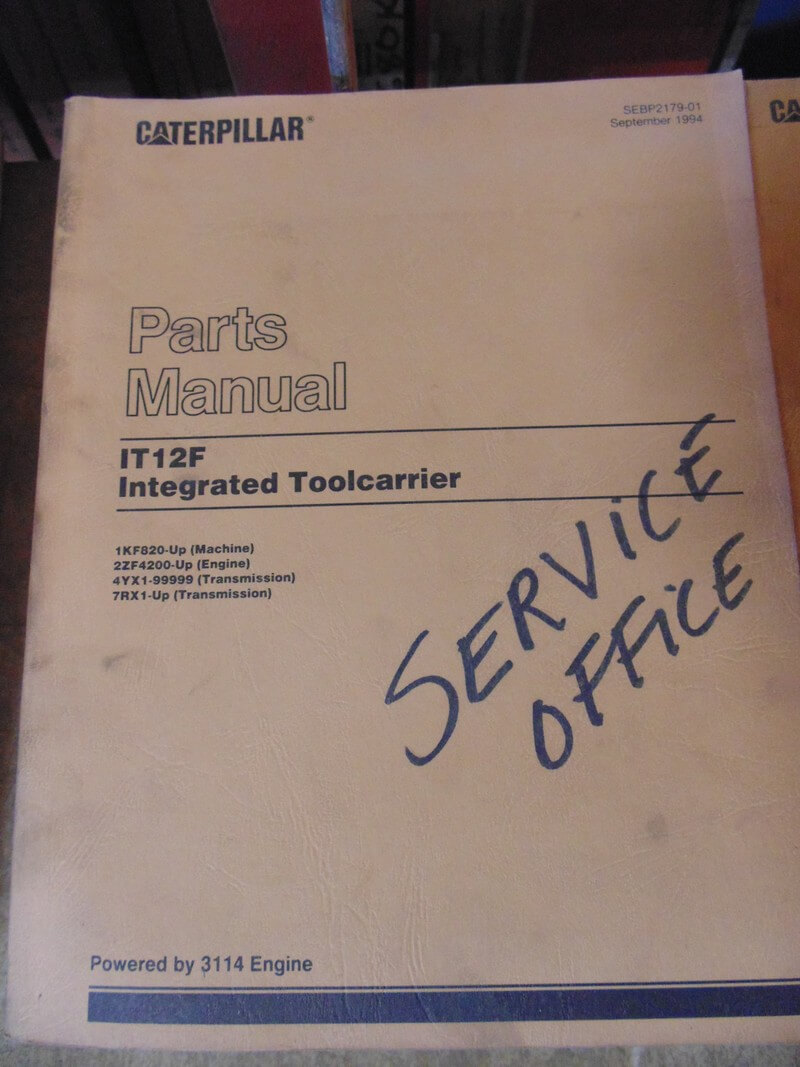 CATERPILLAR®
SEBP2179-01
September 1994
CA
Parts
Manual
IT12F
Integrated Toolcarrier
1KF820-Up (Machine)
2ZF4200-Up (Engine)
4YX1-99999 (Transmission)
7RX1-Up (Transmission)
SERViCE
OFFiCE
Powered by 3114 Engine